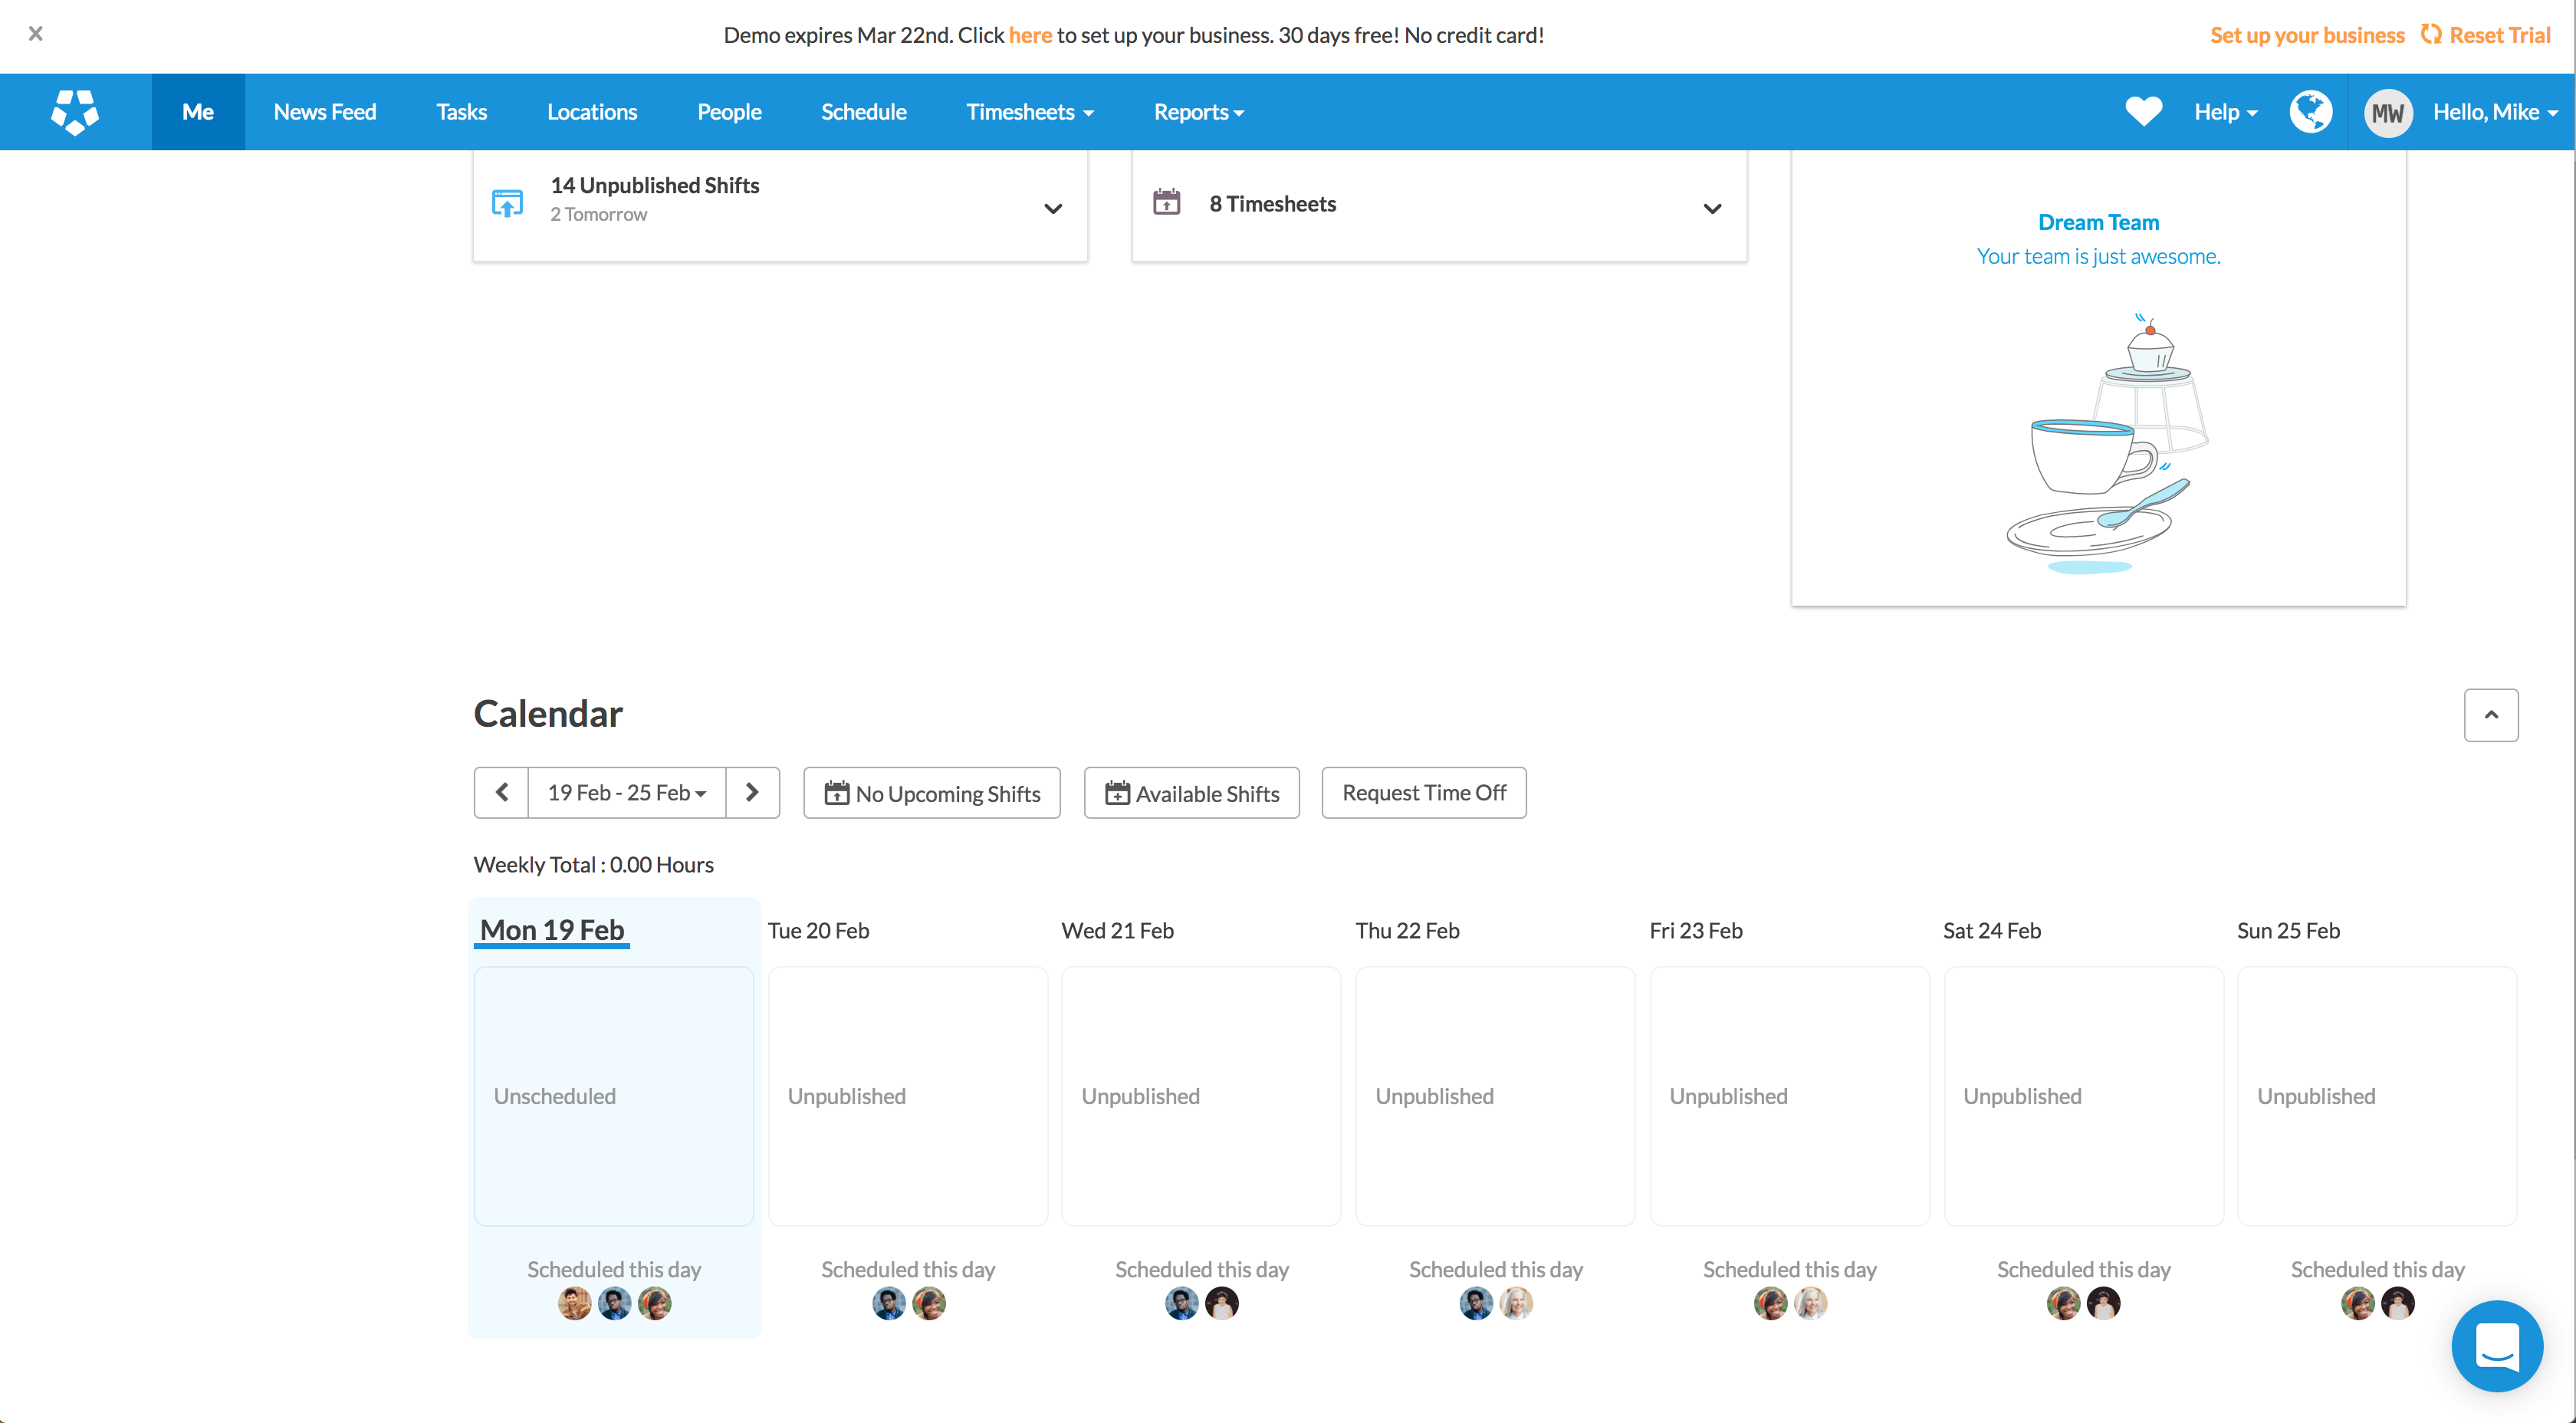 Demo expires Mar 22nd. Click here to set up your business. 30 days free! No credit card!
Set up your business Reset Trial
Me News Feed Tasks Locations People Schedule Timesheets Reports Help MW Hello, Mike
14 Unpublished Shifts
2 Tomorrow
8 Timesheets
Dream Team
Your team is just awesome.
Calendar
19 Feb - 25 Feb No Upcoming Shifts Available Shifts Request Time Off
Weekly Total : 0.00 Hours
Mon 19 Feb Tue 20 Feb Wed 21 Feb Thu 22 Feb Fri 23 Feb Sat 24 Feb Sun 25 Feb
Unscheduled Unpublished Unpublished Unpublished Unpublished Unpublished Unpublished
Scheduled this day Scheduled this day Scheduled this day Scheduled this day Scheduled this day Scheduled this day Scheduled this day